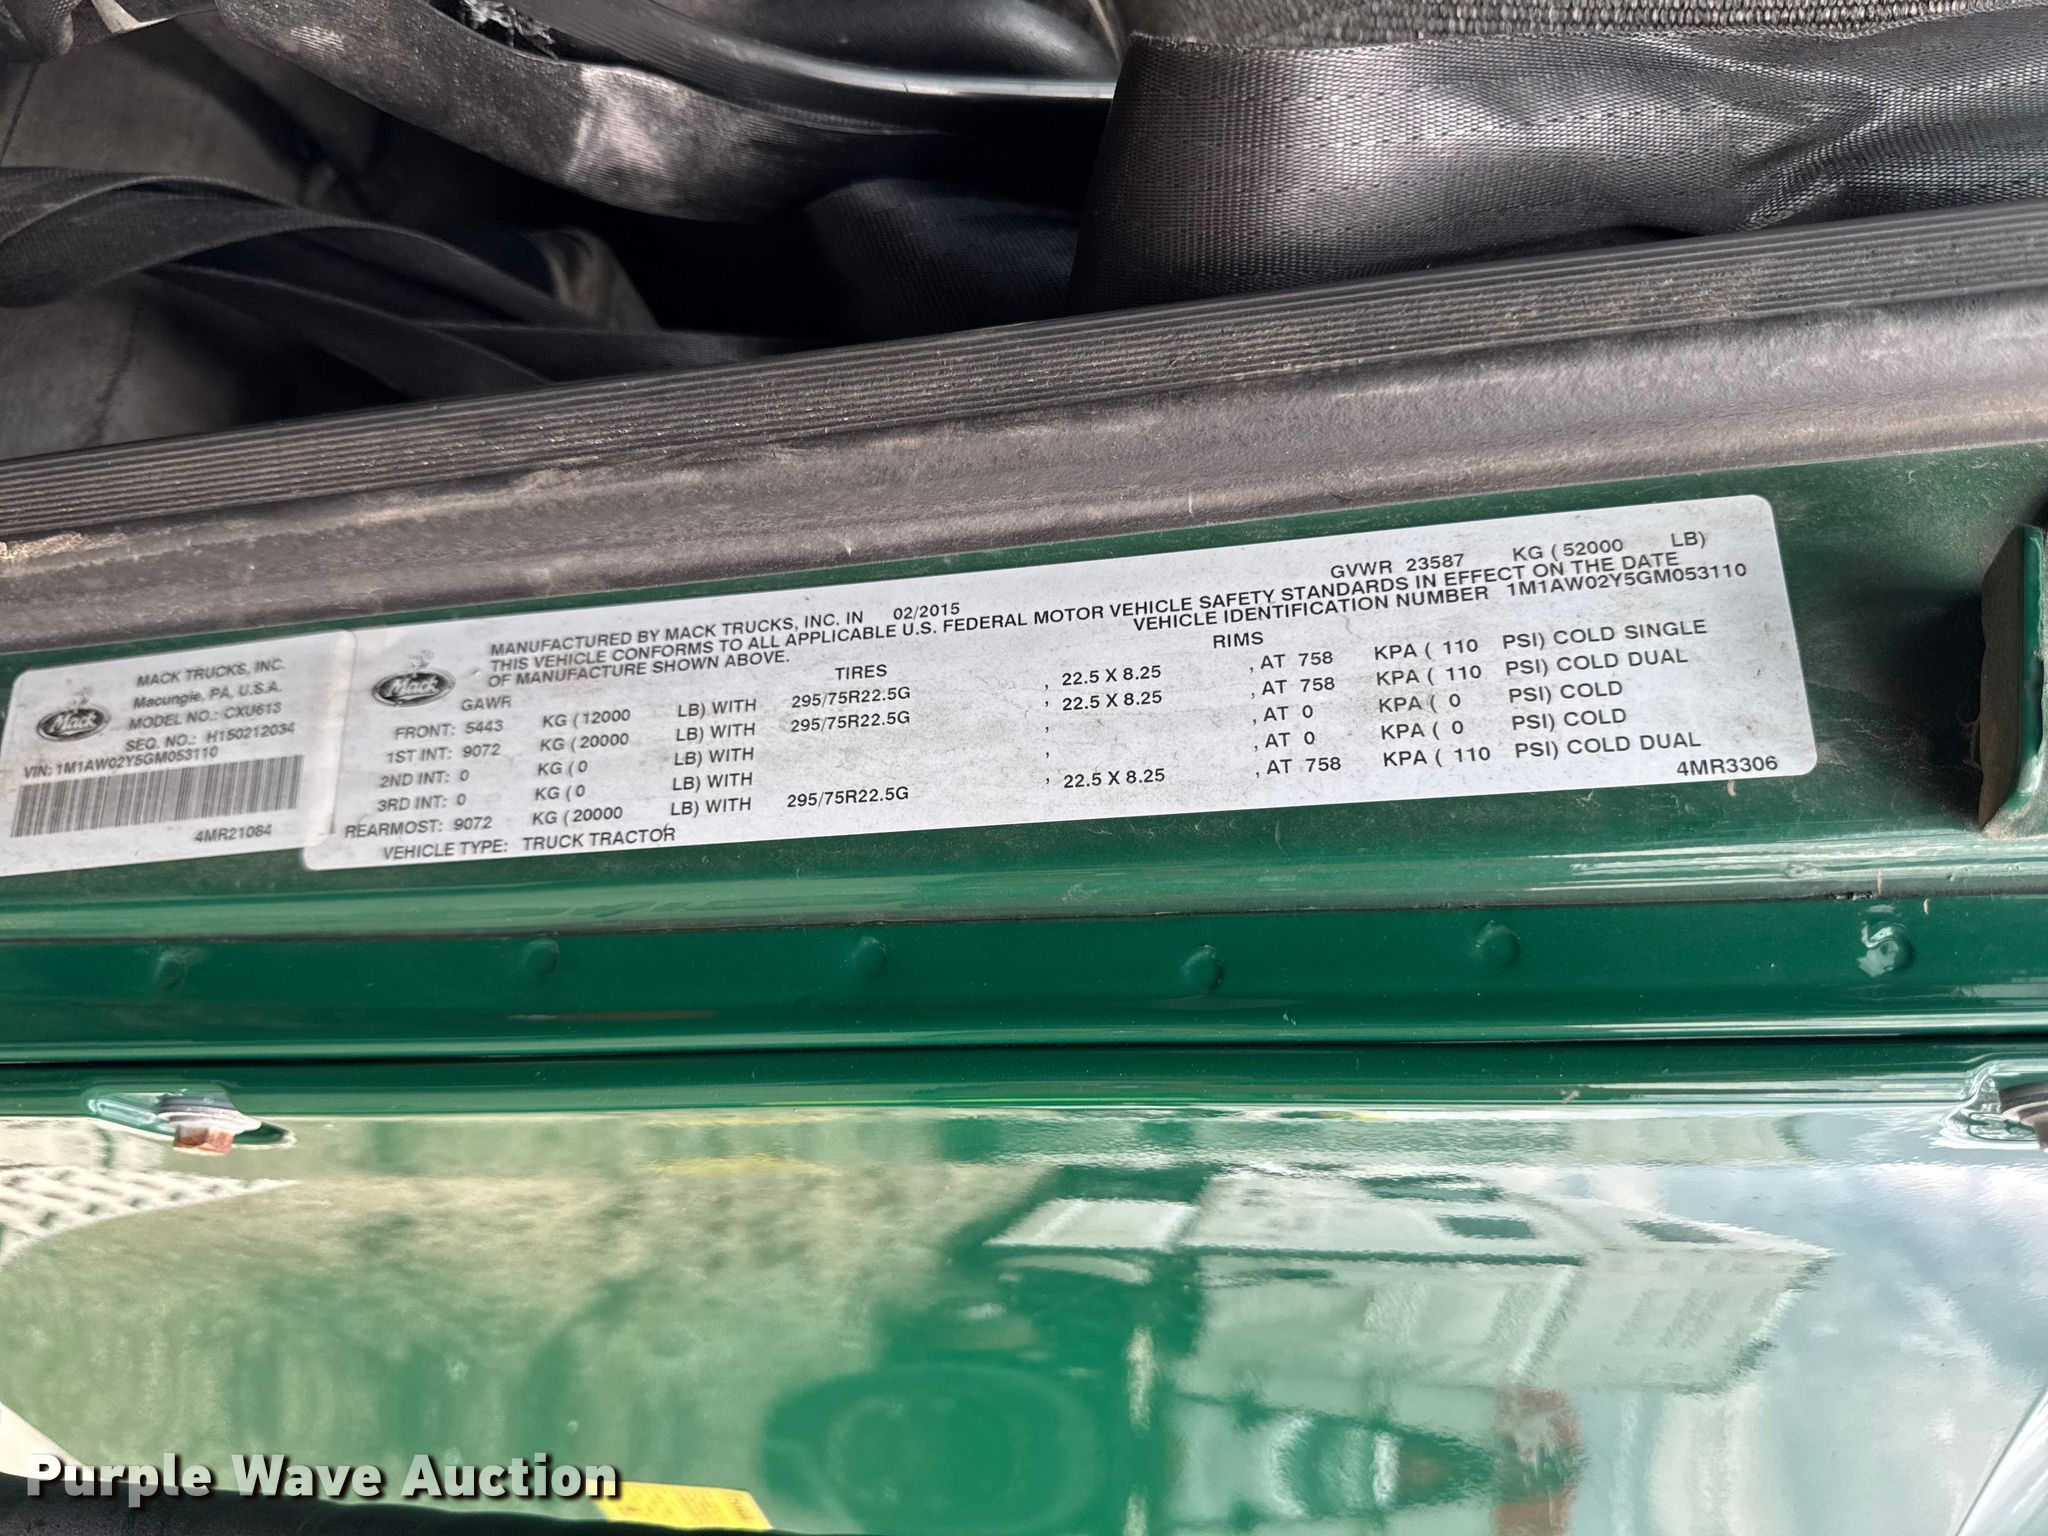 MACK TRUCKS, INC.
Macungie, PA, U.S.A.
MODEL NO.: CXU613
SEQ. NO.: H150212034
VIN: 1M1AW02Y5GM053110
4MR21084
Mack
Mack
GVWR 23587 KG ( 52000 LB)
MANUFACTURED BY MACK TRUCKS, INC. IN 02/2015
THIS VEHICLE CONFORMS TO ALL APPLICABLE U.S. FEDERAL MOTOR VEHICLE SAFETY STANDARDS IN EFFECT ON THE DATE
OF MANUFACTURE SHOWN ABOVE. VEHICLE IDENTIFICATION NUMBER 1M1AW02Y5GM053110
GAWR TIRES RIMS
FRONT: 5443 KG ( 12000 LB) WITH 295/75R22.5G , 22.5 X 8.25 , AT 758 KPA ( 110 PSI) COLD SINGLE
1ST INT: 9072 KG ( 20000 LB) WITH 295/75R22.5G , 22.5 X 8.25 , AT 758 KPA ( 110 PSI) COLD DUAL
2ND INT: 0 KG ( 0 LB) WITH , , AT 0 KPA ( 0 PSI) COLD
3RD INT: 0 KG ( 0 LB) WITH , , AT 0 KPA ( 0 PSI) COLD
REARMOST: 9072 KG ( 20000 LB) WITH 295/75R22.5G , 22.5 X 8.25 , AT 758 KPA ( 110 PSI) COLD DUAL
VEHICLE TYPE: TRUCK TRACTOR 4MR3306
Purple Wave Auction